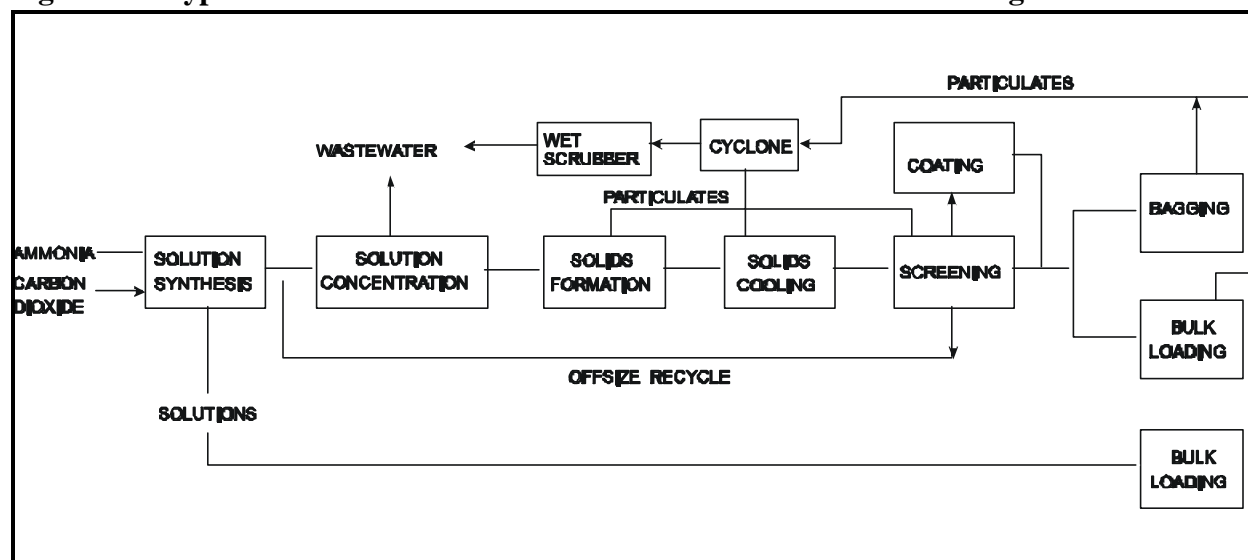 PARTICULATES
WET
SCRUBBER
CYCLONE
WASTEWATER
COATING
PARTICULATES
BAGGING
AMMONIA
CARBON
DIOXIDE
SOLUTION
SYNTHESIS
SOLUTION
CONCENTRATION
SOLIDS
FORMATION
SOLIDS
COOLING
SCREENING
BULK
LOADING
OFFSIZE RECYCLE
SOLUTIONS
BULK
LOADING